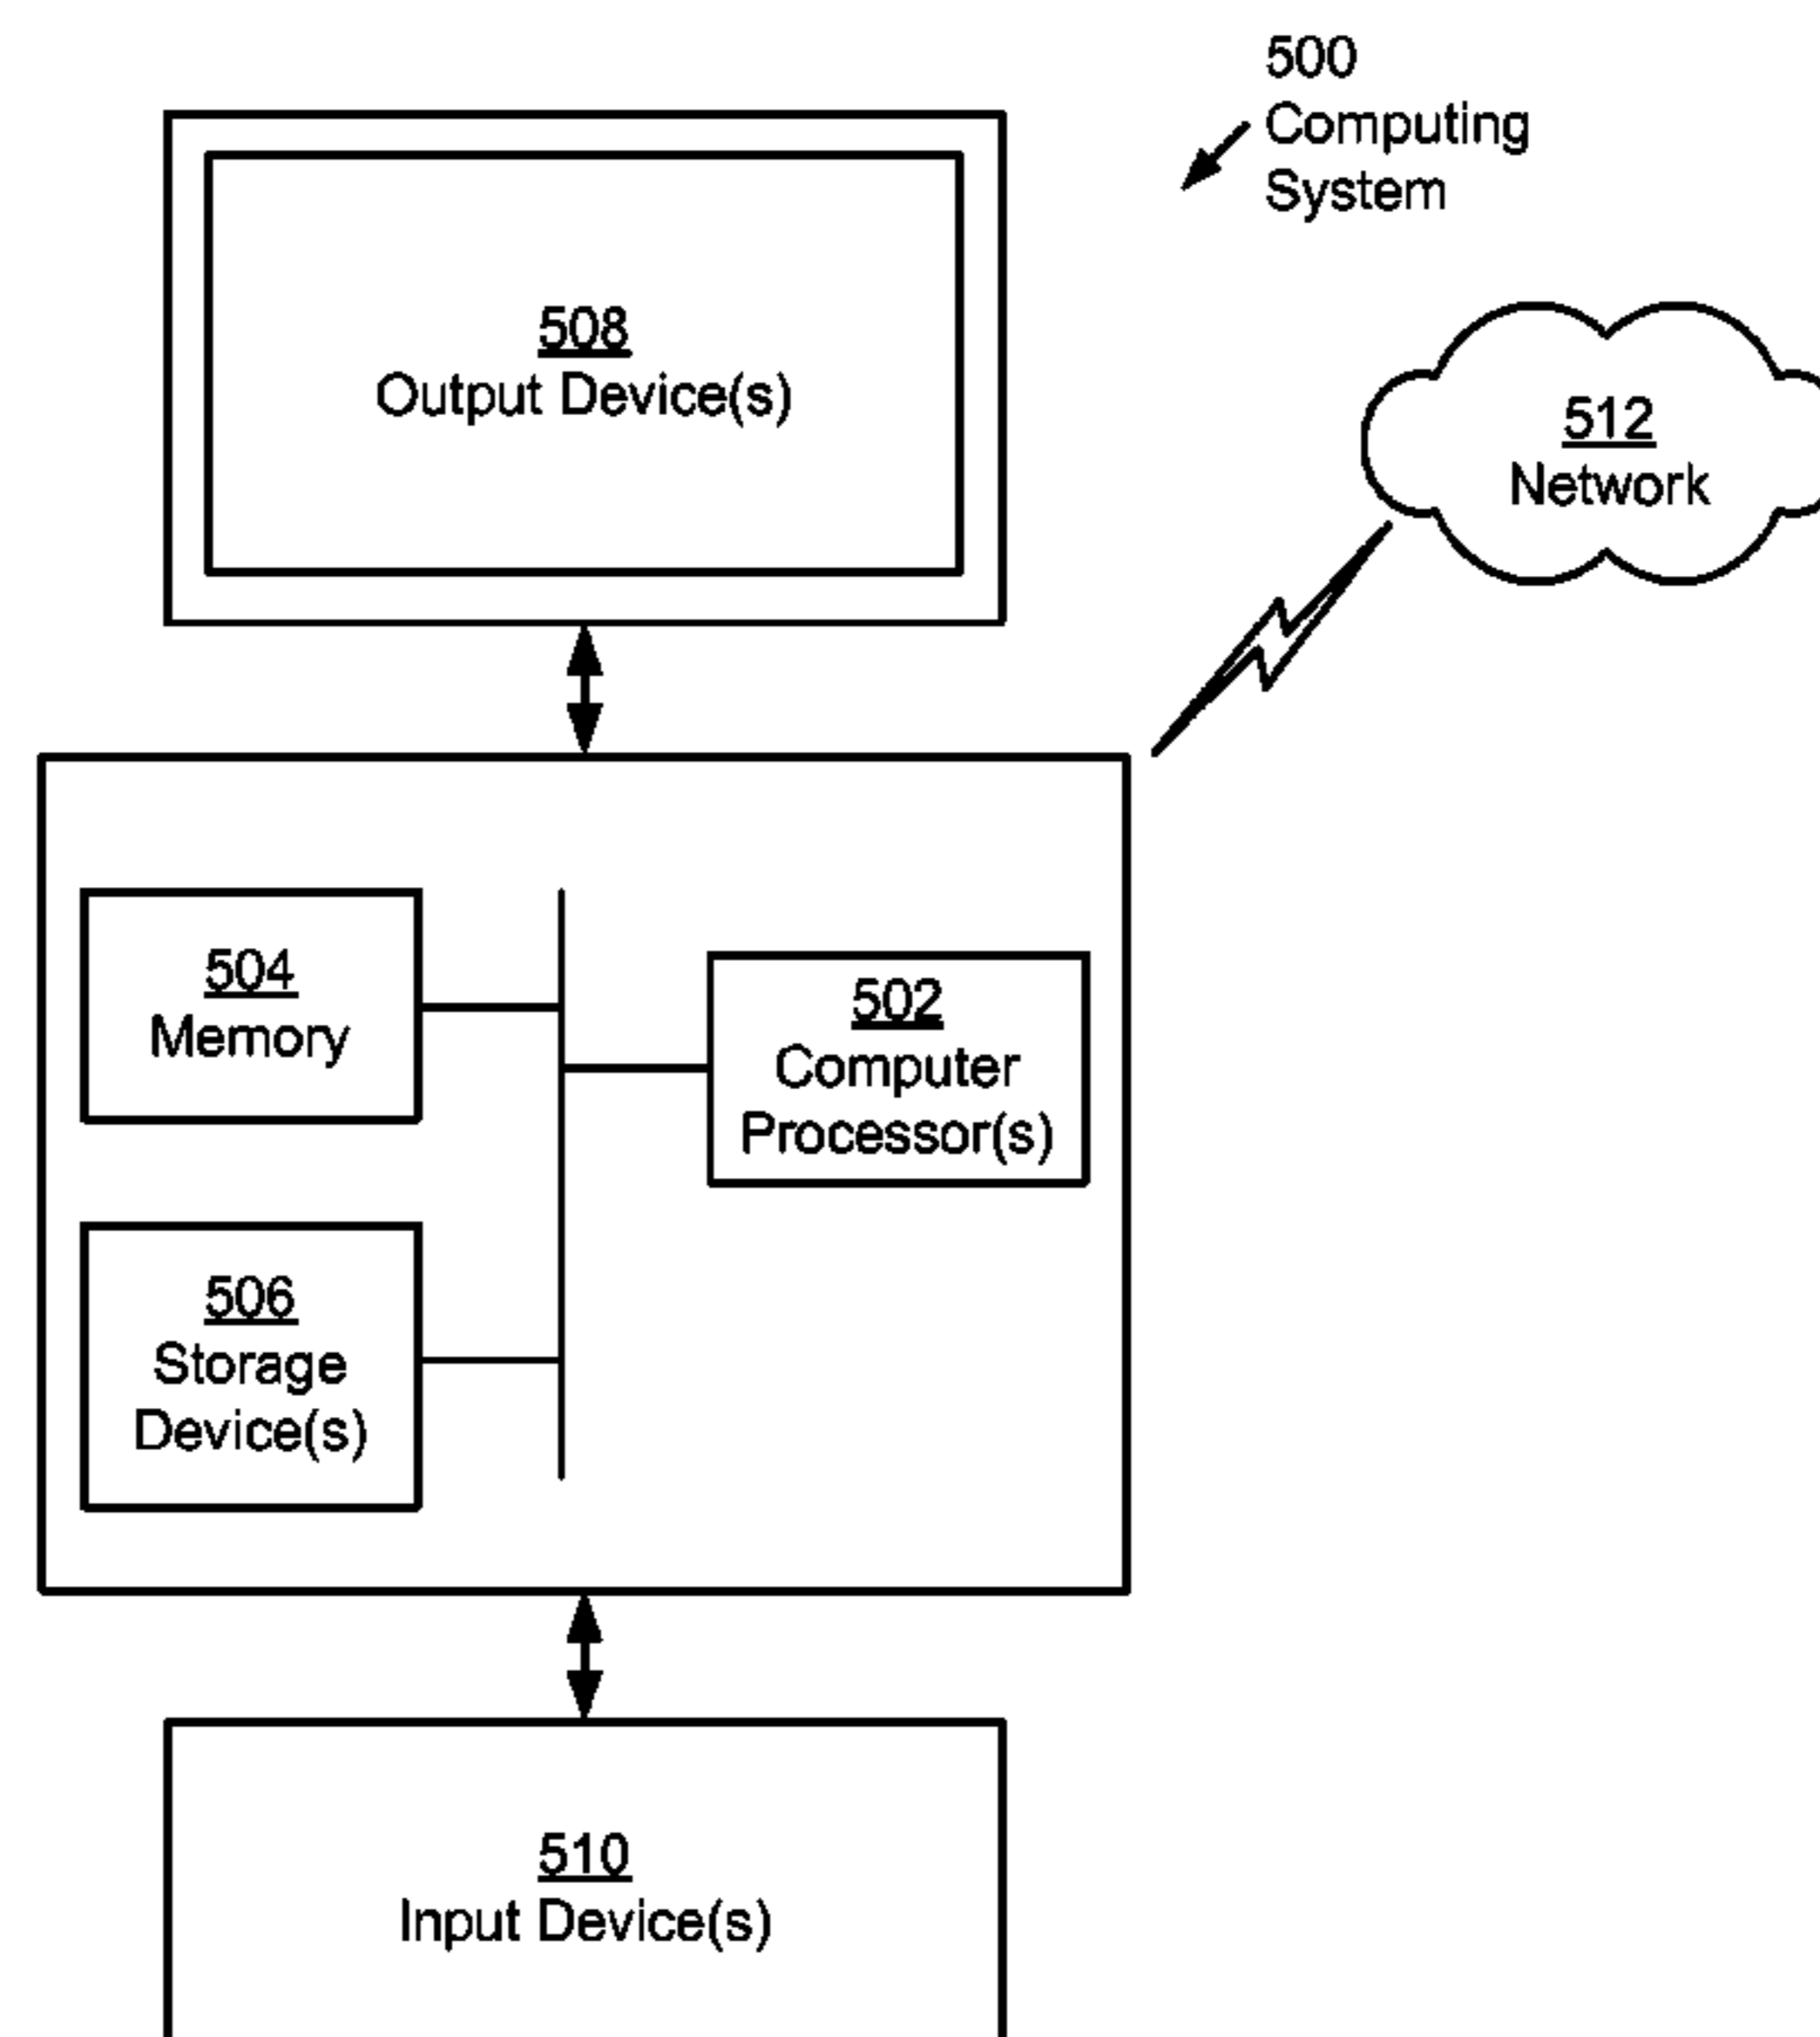 500
Computing
System
508
Output Device(s)
512
Network
504
Memory
502
Computer
Processor(s)
506
Storage
Device(s)
510
Input Device(s)